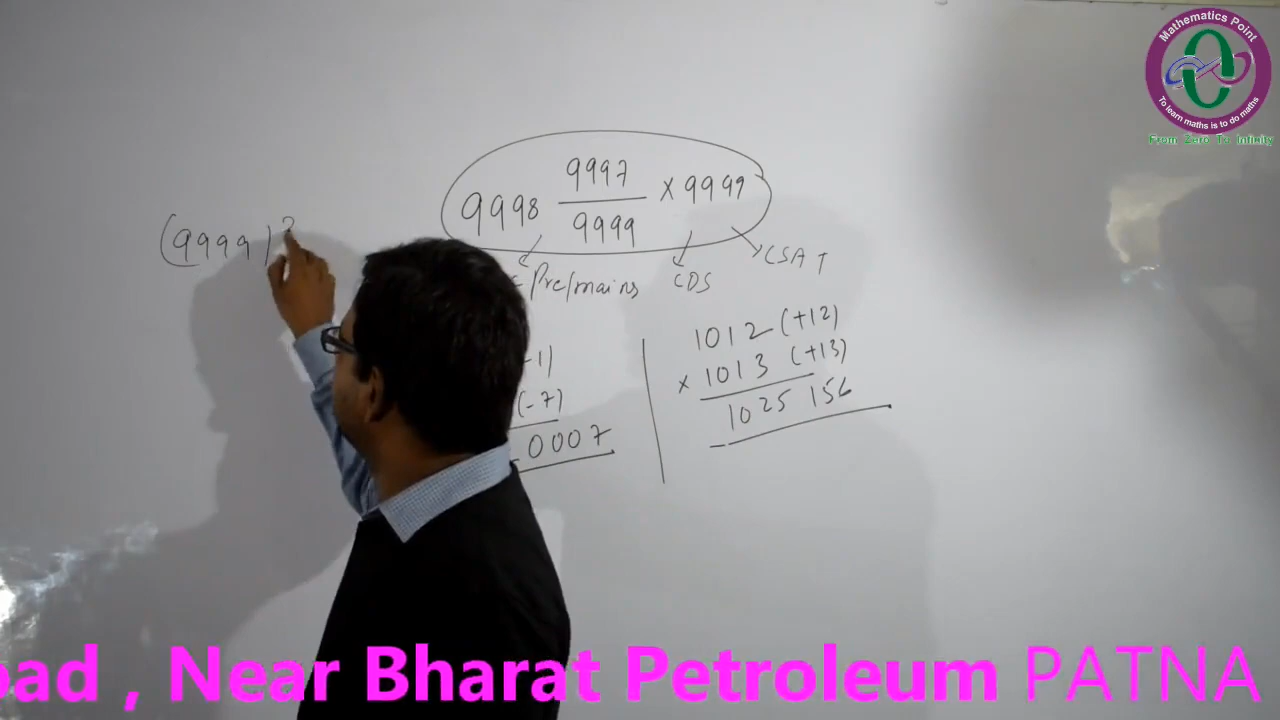 Mathematics Point
To learn maths is to do maths
From Zero To Infinity
9998 9997/9999 × 9999
(9999)²
Pre/mains CDS CSAT
1012 (+12)
× 1013 (+13)
1025 156
-1)
(-7)
0007
oad , Near Bharat Petroleum PATNA